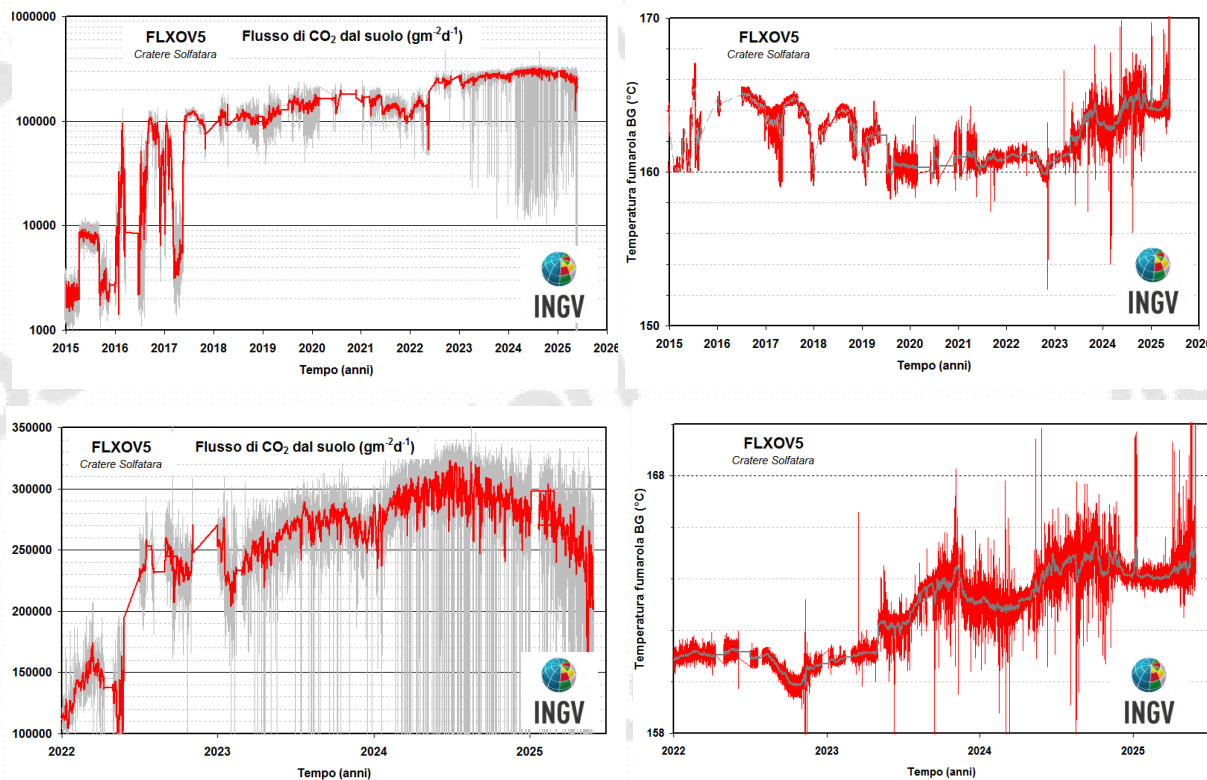 FLXOV5 Flusso di CO2 dal suolo (gm-2d-1)
Cratere Solfatara
1000000
100000
10000
1000
2015 2016 2017 2018 2019 2020 2021 2022 2023 2024 2025 2026
Tempo (anni)
INGV
FLXOV5
Cratere Solfatara
Temperatura fumarola BG (°C)
170
160
150
2015 2016 2017 2018 2019 2020 2021 2022 2023 2024 2025
Tempo (anni)
INGV
FLXOV5 Flusso di CO2 dal suolo (gm-2d-1)
Cratere Solfatara
350000
300000
250000
200000
150000
100000
2022 2023 2024 2025
Tempo (anni)
INGV
FLXOV5
Cratere Solfatara
Temperatura fumarola BG (°C)
168
158
2022 2023 2024 2025
Tempo (anni)
INGV